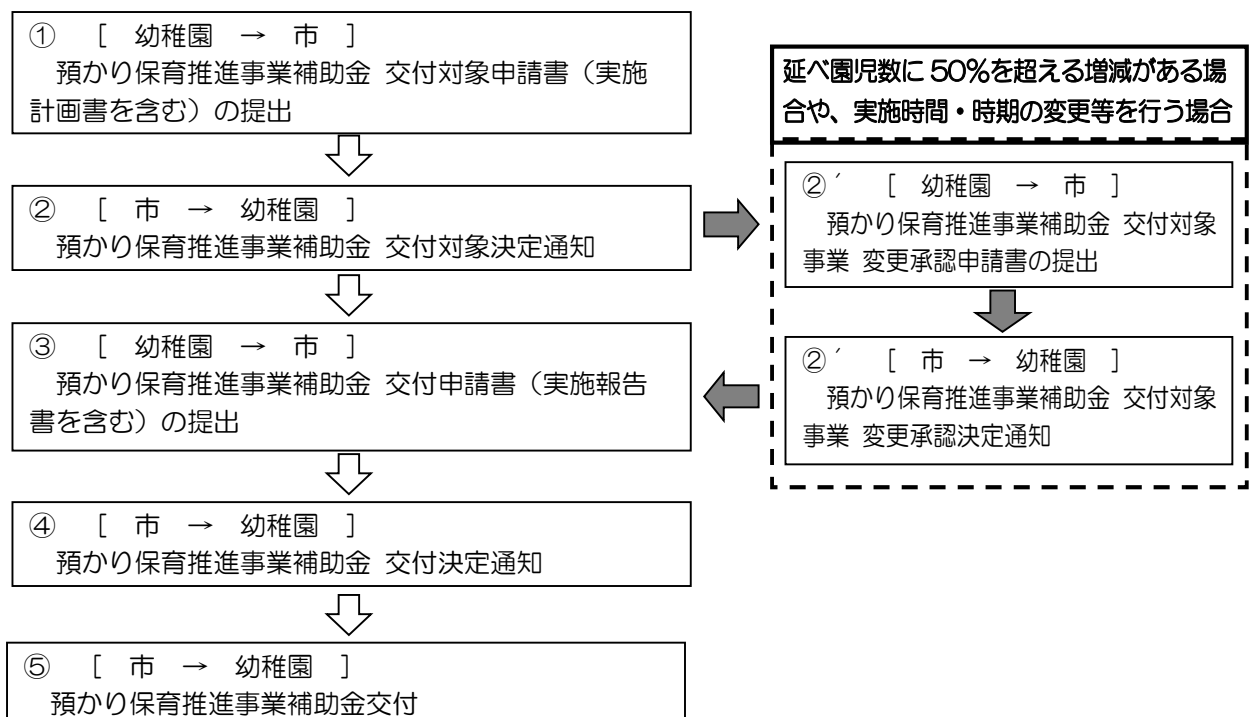 ① [ 幼稚園 → 市 ]
預かり保育推進事業補助金 交付対象申請書（実施
計画書を含む）の提出
② [ 市 → 幼稚園 ]
預かり保育推進事業補助金 交付対象決定通知
③ [ 幼稚園 → 市 ]
預かり保育推進事業補助金 交付申請書（実施報告
書を含む）の提出
④ [ 市 → 幼稚園 ]
預かり保育推進事業補助金 交付決定通知
⑤ [ 市 → 幼稚園 ]
預かり保育推進事業補助金交付
延べ園児数に 50％を超える増減がある場
合や、実施時間・時期の変更等を行う場合
②´ [ 幼稚園 → 市 ]
預かり保育推進事業補助金 交付対象
事業 変更承認申請書の提出
②´ [ 市 → 幼稚園 ]
預かり保育推進事業補助金 交付対象
事業 変更承認決定通知